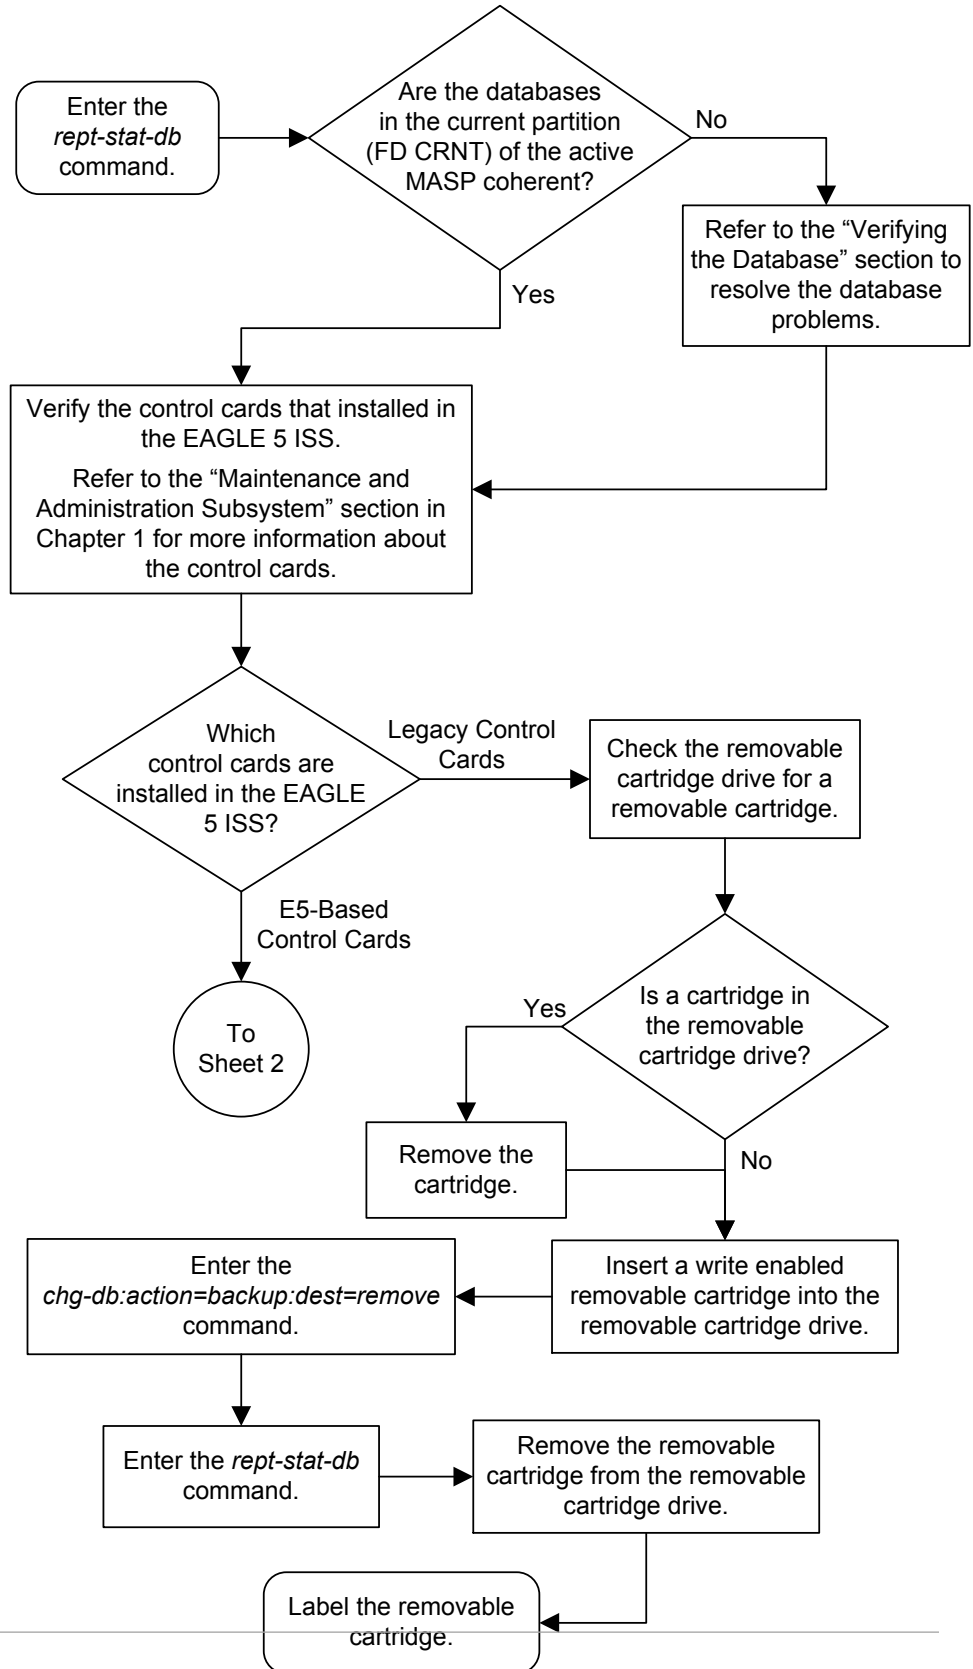 Enter the
rept-stat-db
command.
Are the databases
in the current partition
(FD CRNT) of the active
MASP coherent?
No
Refer to the “Verifying
the Database” section to
resolve the database
problems.
Yes
Verify the control cards that installed in
the EAGLE 5 ISS.
Refer to the “Maintenance and
Administration Subsystem” section in
Chapter 1 for more information about
the control cards.
Which
control cards are
installed in the EAGLE
5 ISS?
Legacy Control
Cards
Check the removable
cartridge drive for a
removable cartridge.
E5-Based
Control Cards
To
Sheet 2
Is a cartridge in
the removable
cartridge drive?
Yes
Remove the
cartridge.
No
Insert a write enabled
removable cartridge into the
removable cartridge drive.
Enter the
chg-db:action=backup:dest=remove
command.
Enter the rept-stat-db
command.
Remove the removable
cartridge from the removable
cartridge drive.
Label the removable
cartridge.